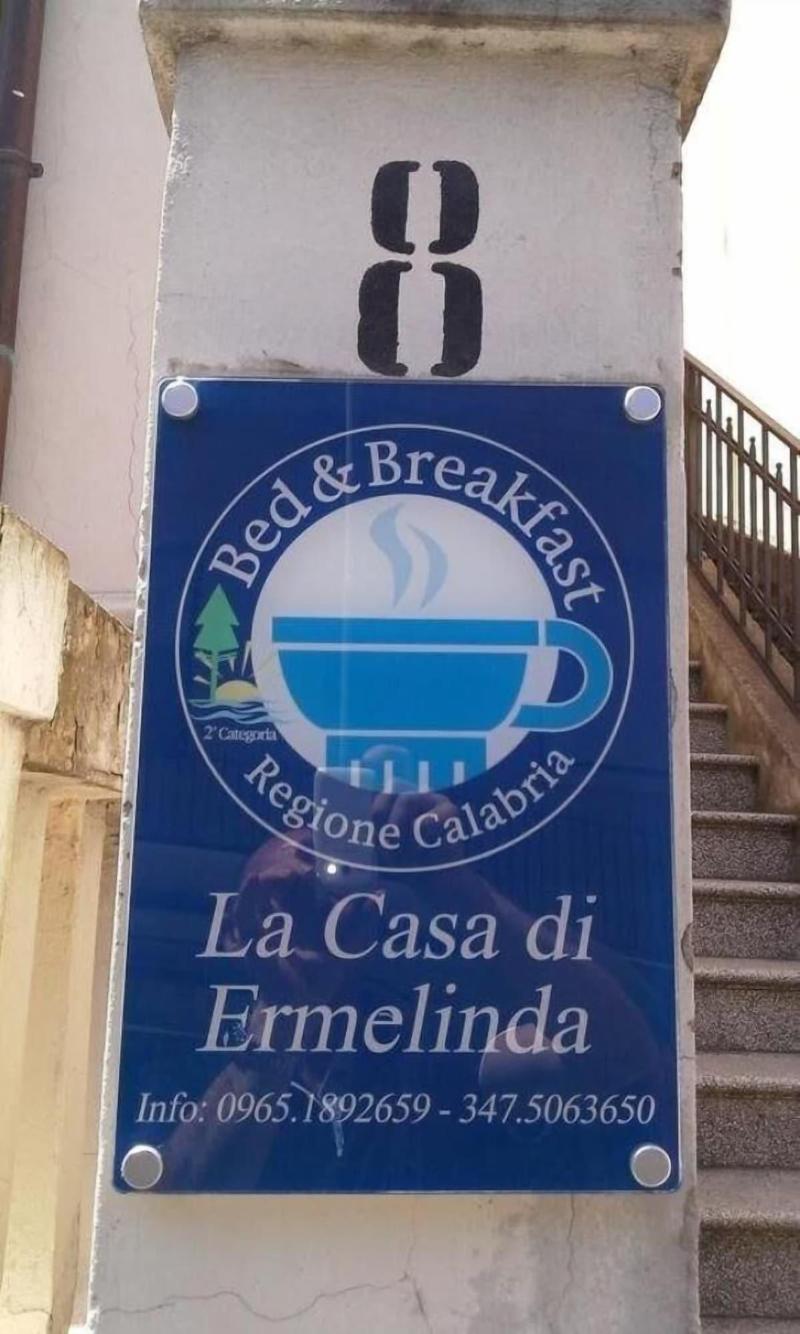 8
Bed & Breakfast
2ª Categoria
Regione Calabria
La Casa di
Ermelinda
Info: 0965.1892659 - 347.5063650